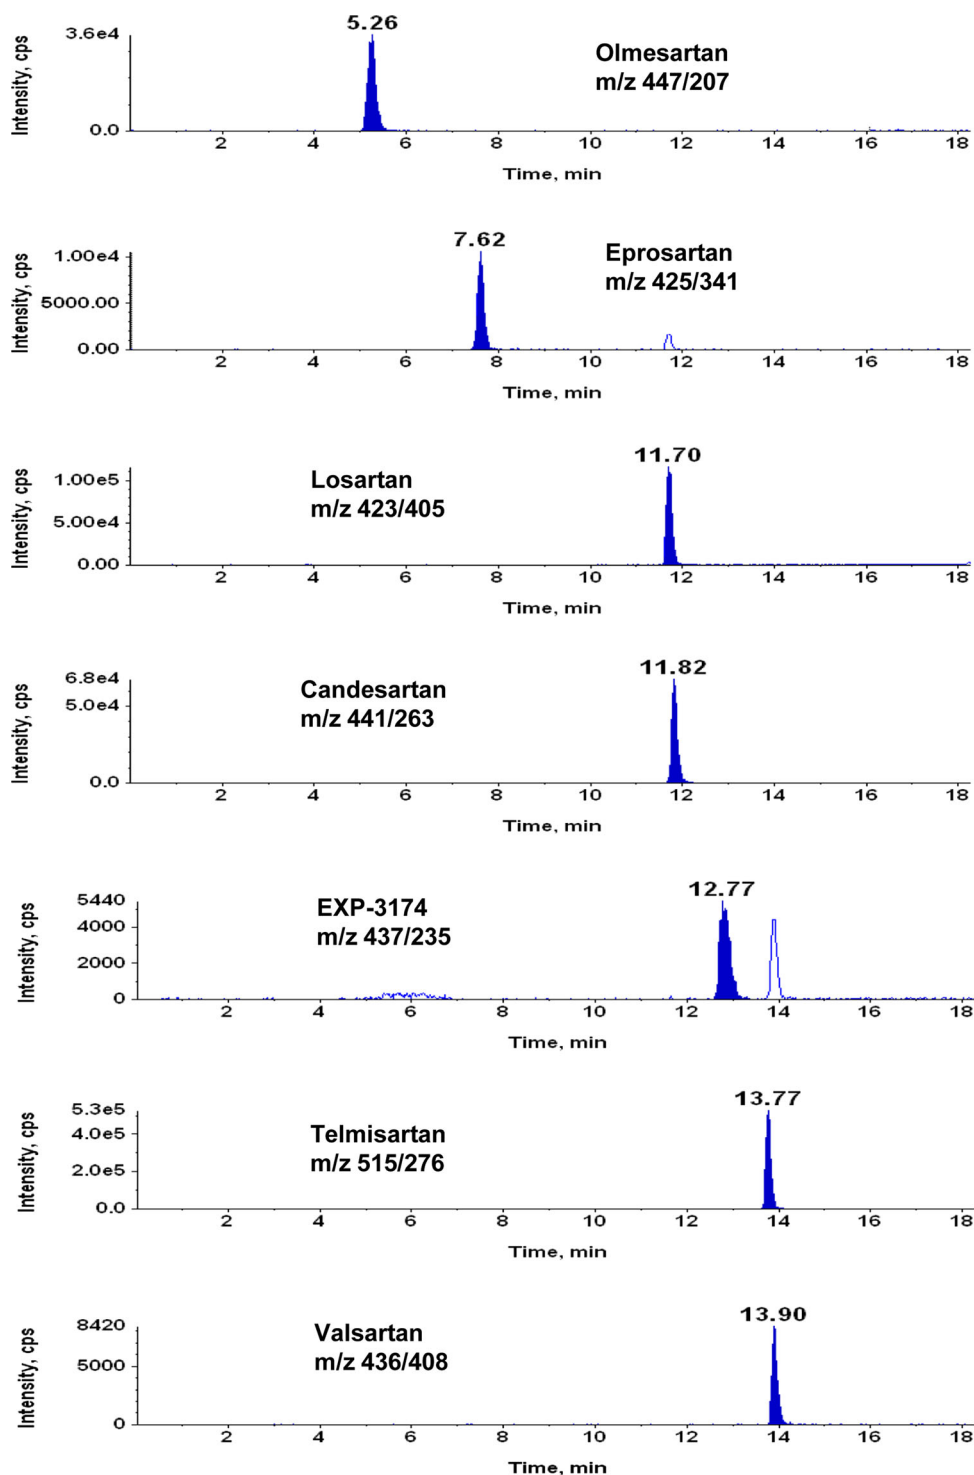 5.26
3.6e4
Olmesartan
m/z 447/207
Intensity, cps
0.0
2 4 6 8 10 12 14 16 18
Time, min
7.62
1.00e4
Eprosartan
m/z 425/341
Intensity, cps
5000.00
0.00
2 4 6 8 10 12 14 16 18
Time, min
11.70
1.00e5
Losartan
m/z 423/405
Intensity, cps
5.00e4
0.00
2 4 6 8 10 12 14 16 18
Time, min
11.82
6.8e4
Candesartan
m/z 441/263
Intensity, cps
5.0e4
0.0
2 4 6 8 10 12 14 16 18
Time, min
12.77
5440
EXP-3174
m/z 437/235
Intensity, cps
4000
2000
0
2 4 6 8 10 12 14 16 18
Time, min
13.77
5.3e5
Telmisartan
m/z 515/276
Intensity, cps
4.0e5
2.0e5
0.0
2 4 6 8 10 12 14 16 18
Time, min
13.90
8420
Valsartan
m/z 436/408
Intensity, cps
5000
0
2 4 6 8 10 12 14 16 18
Time, min